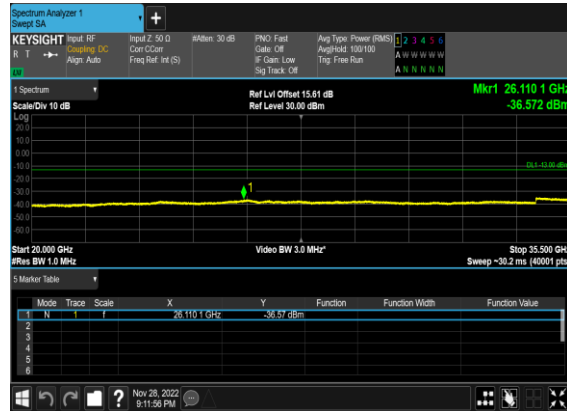 Spectrum Analyzer 1
Swept SA
KEYSIGHT
R T
LW
Input: RF
Coupling: DC
Align: Auto
Input Z: 50 Ω
Corr CCorr
Freq Ref: Int (S)
#Atten: 30 dB
PNO: Fast
Gate: Off
IF Gain: Low
Sig Track: Off
Avg Type: Power (RMS)
Avg|Hold: 100/100
Trig: Free Run
1 2 3 4 5 6
A W W W W W
A N N N N N
1 Spectrum
Scale/Div 10 dB
Ref Lvl Offset 15.61 dB
Ref Level 30.00 dBm
Mkr1 26.110 1 GHz
-36.572 dBm
Log
20.0
10.0
0.00
-10.0
-20.0
-30.0
-40.0
-50.0
-60.0
DL1 -13.00 dBm
1
Start 20.000 GHz
#Res BW 1.0 MHz
Video BW 3.0 MHz*
Stop 35.500 GHz
Sweep ~30.2 ms (40001 pts)
5 Marker Table
Mode Trace Scale X Y Function Function Width Function Value
1 N 1 f 26.110 1 GHz -36.57 dBm
2
3
4
5
6
?
Nov 28, 2022
9:11:56 PM